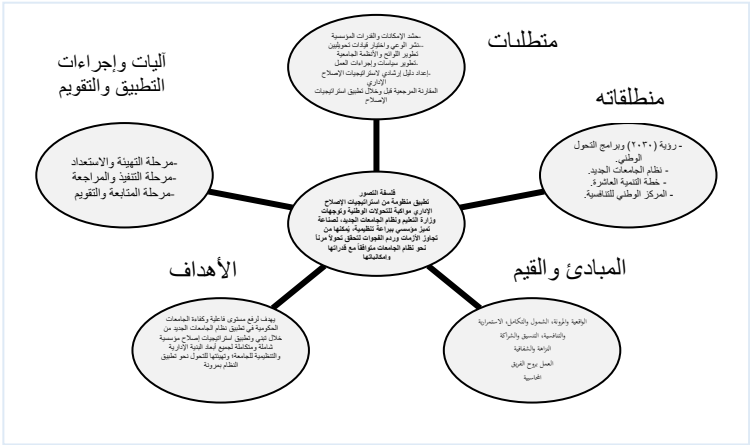 متطلبات
-حشد الإمكانات والقدرات المؤسسية
-نشر الوعي واختيار قيادات تحويليين
تطوير اللوائح والأنظمة الجامعية
-تطوير سياسات وإجراءات العمل
-إعداد دليل إرشادي لاستراتيجيات الإصلاح
الإداري
المقارنة المرجعية قبل وخلال تطبيق استراتيجيات
الإصلاح
منطلقاته
- رؤية (٢٠٣٠) وبرامج التحول
الوطني.
- نظام الجامعات الجديد.
- خطة التنمية العاشرة.
- المركز الوطني للتنافسية.
آليات وإجراءات
التطبيق والتقويم
-مرحلة التهيئة والاستعداد
-مرحلة التنفيذ والمراجعة
-مرحلة المتابعة والتقويم
فلسفة التصور
تطبيق منظومة من استراتيجيات الإصلاح
الإداري مواكبة للتحولات الوطنية وتوجهات
وزارة التعليم ونظام الجامعات الجديد، لصناعة
تميز مؤسسي ببراعة تنظيمية، يُمكنها من
تجاوز الأزمات وردم الفجوات لتحقق تحولاً مرناً
نحو نظام الجامعات متوافقاً مع قدراتها
وإمكانياتها
المبادئ والقيم
الواقعية والمرونة، الشمول والتكامل، الاستمرارية
والتنافسية، التنسيق والشراكة
النزاهة والشفافية
العمل بروح الفريق
المحاسبية
الأهداف
يهدف لرفع مستوى فاعلية وكفاءة الجامعات
الحكومية في تطبيق نظام الجامعات الجديد من
خلال تبني وتطبيق استراتيجيات إصلاح مؤسسية
شاملة ومتكاملة لجميع أبعاد البنية الإدارية
والتنظيمية للجامعة؛ وتهيئتها للتحول نحو تطبيق
النظام بمرونة